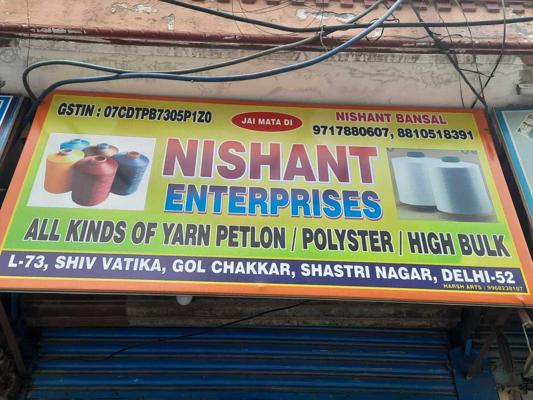 GSTIN : 07CDTPB7305P1Z0
JAI MATA DI
NISHANT BANSAL
9717880607, 8810518391
NISHANT
ENTERPRISES
ALL KINDS OF YARN PETLON / POLYSTER / HIGH BULK
L-73, SHIV VATIKA, GOL CHAKKAR, SHASTRI NAGAR, DELHI-52
HARSH ARTS : 9968238107